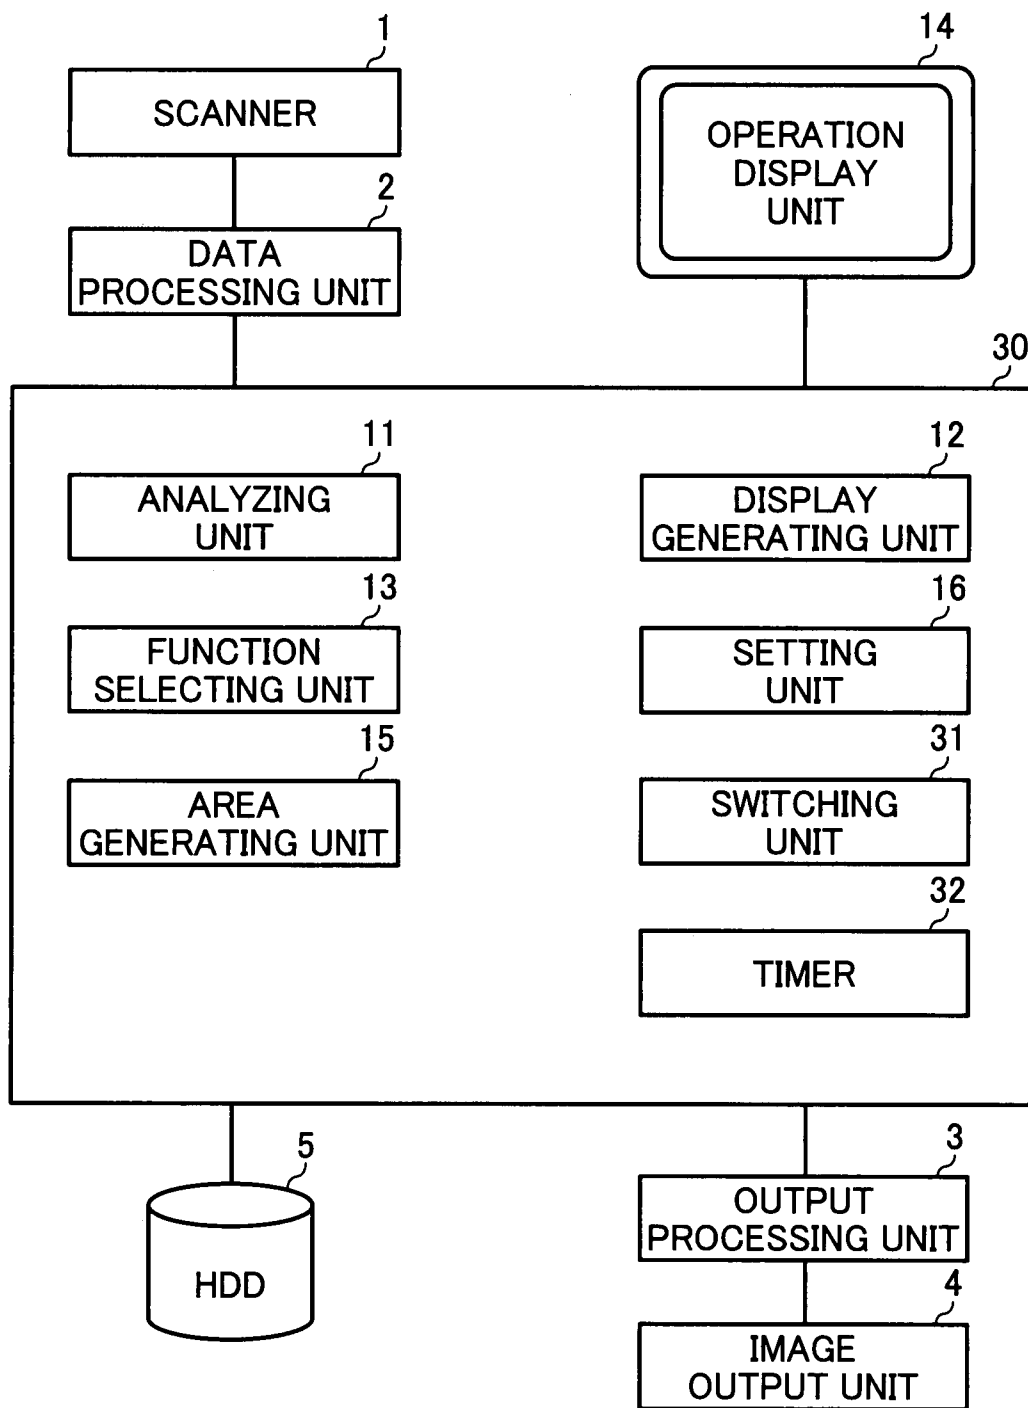 1
SCANNER
14
OPERATION
DISPLAY
UNIT
2
DATA
PROCESSING UNIT
30
11
ANALYZING
UNIT
12
DISPLAY
GENERATING UNIT
13
FUNCTION
SELECTING UNIT
16
SETTING
UNIT
15
AREA
GENERATING UNIT
31
SWITCHING
UNIT
32
TIMER
5
HDD
3
OUTPUT
PROCESSING UNIT
4
IMAGE
OUTPUT UNIT